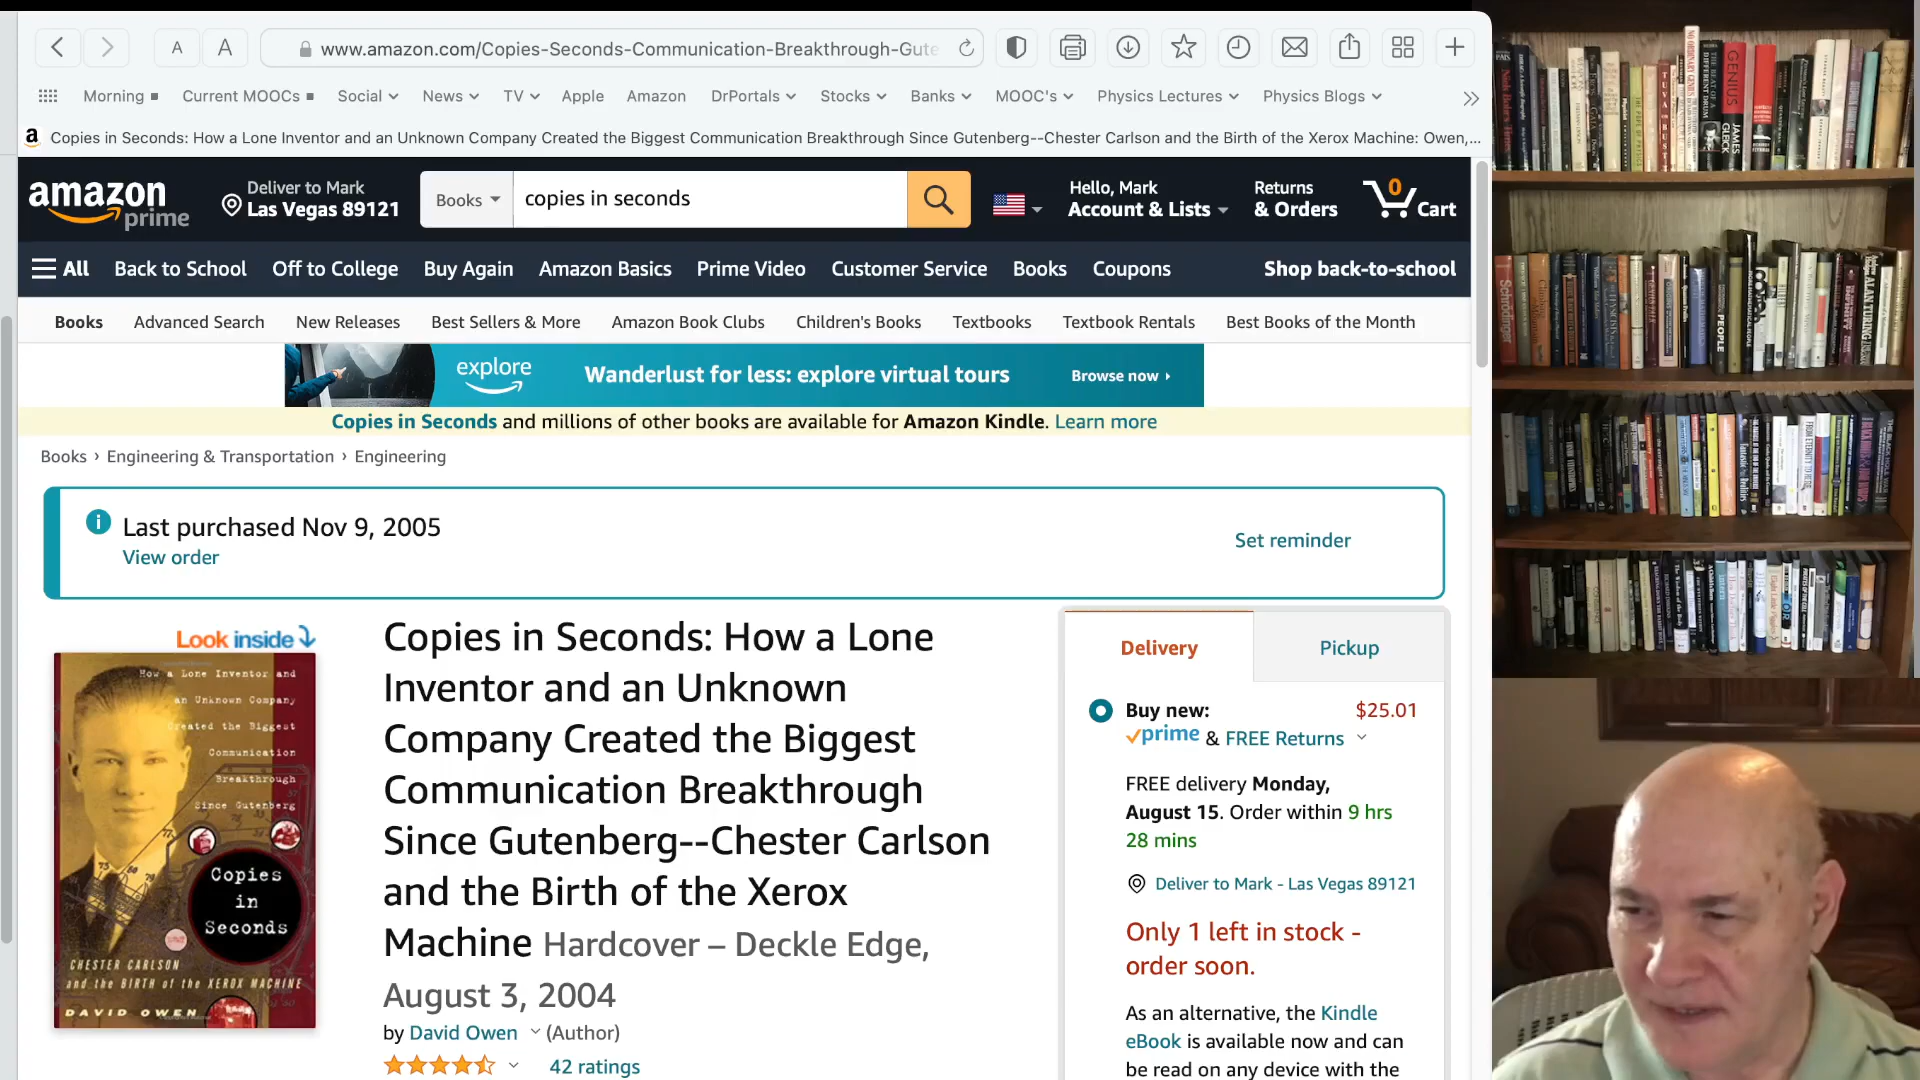 A A www.amazon.com/Copies-Seconds-Communication-Breakthrough-Gute
Morning Current MOOCs Social News TV Apple Amazon DrPortals Stocks Banks MOOC's Physics Lectures Physics Blogs
a Copies in Seconds: How a Lone Inventor and an Unknown Company Created the Biggest Communication Breakthrough Since Gutenberg--Chester Carlson and the Birth of the Xerox Machine: Owen,...
amazon prime
Deliver to Mark
Las Vegas 89121
Books
copies in seconds
Hello, Mark
Account & Lists
Returns
& Orders
0
Cart
All Back to School Off to College Buy Again Amazon Basics Prime Video Customer Service Books Coupons Shop back-to-school
Books Advanced Search New Releases Best Sellers & More Amazon Book Clubs Children's Books Textbooks Textbook Rentals Best Books of the Month
explore Wanderlust for less: explore virtual tours Browse now
Copies in Seconds and millions of other books are available for Amazon Kindle. Learn more
Books › Engineering & Transportation › Engineering
Last purchased Nov 9, 2005
View order
Set reminder
Look inside
How a Lone Inventor and
an Unknown Company
Created the Biggest
Communication
Breakthrough
Since Gutenberg
Copies
in
Seconds
CHESTER CARLSON
and the BIRTH of the XEROX MACHINE
DAVID OWEN
Copies in Seconds: How a Lone
Inventor and an Unknown
Company Created the Biggest
Communication Breakthrough
Since Gutenberg--Chester Carlson
and the Birth of the Xerox
Machine Hardcover – Deckle Edge,
August 3, 2004
by David Owen (Author)
42 ratings
Delivery Pickup
Buy new: $25.01
prime & FREE Returns
FREE delivery Monday,
August 15. Order within 9 hrs
28 mins
Deliver to Mark - Las Vegas 89121
Only 1 left in stock -
order soon.
As an alternative, the Kindle
eBook is available now and can
be read on any device with the
GENIUS
JAMES
GLEICK
Schrödinger
PEOPLE
ALAN TURING
FROM ETERNITY TO HERE